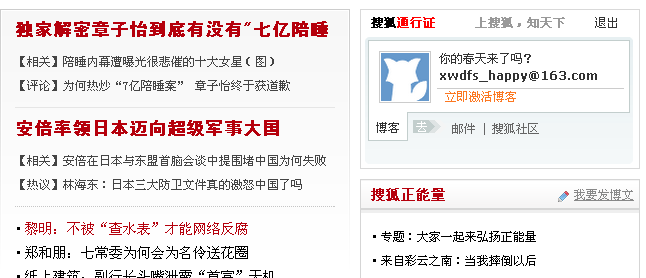 独家解密章子怡到底有没有"七亿陪睡
【相关】陪睡内幕遭曝光很悲催的十大女星（图）
【评论】为何热炒“7亿陪睡案” 章子怡终于获道歉
安倍率领日本迈向超级军事大国
【相关】安倍在日本与东盟首脑会谈中提围堵中国为何失败
【热议】林海东：日本三大防卫文件真的激怒中国了吗
黎明：不被“查水表”才能网络反腐
郑和朋：七常委为何会为名伶送花圈
纸上建筑：副行长头嘴泄露“首富”天机
搜狐通行证 上搜狐，知天下 退出
你的春天来了吗？
xwdfs_happy@163.com
立即激活博客
博客 去 邮件 | 搜狐社区
搜狐正能量 我要发博文
专题：大家一起来弘扬正能量
来自彩云之南：当我摔倒以后